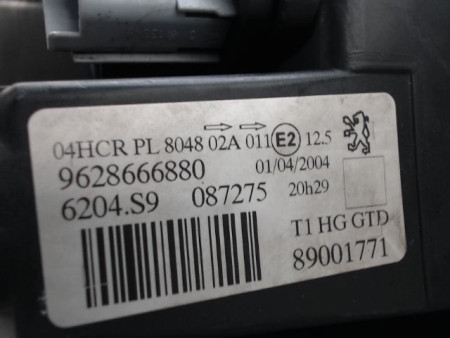 04HCR PL 8048 02A 011 E2 12.5
9628666880 01/04/2004
6204.S9 087275 20h29
T1 HG GTD
89001771